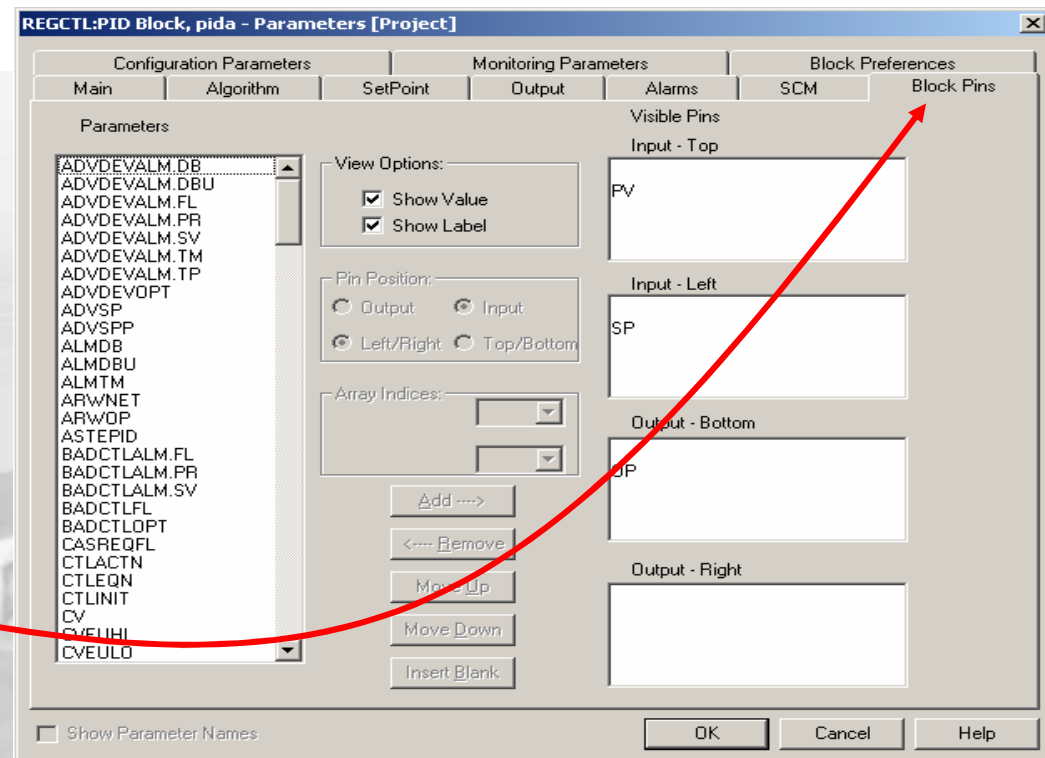 REGCTL:PID Block, pida - Parameters [Project]
Configuration Parameters
Monitoring Parameters
Block Preferences
Main
Algorithm
SetPoint
Output
Alarms
SCM
Block Pins
Parameters
ADVDEVALM.DB
ADVDEVALM.DBU
ADVDEVALM.FL
ADVDEVALM.PR
ADVDEVALM.SV
ADVDEVALM.TM
ADVDEVALM.TP
ADVDEVOPT
ADVSP
ADVSPP
ALMDB
ALMDBU
ALMTM
ARWNET
ARWOP
ASTEPID
BADCTLALM.FL
BADCTLALM.PR
BADCTLALM.SV
BADCTLFL
BADCTLOPT
CASREQFL
CTLACTN
CTLEQN
CTLINIT
CV
CVEUHI
CVEULO
View Options:
Show Value
Show Label
Pin Position:
Output
Input
Left/Right
Top/Bottom
Array Indices:
Add ---->
<---- Remove
Move Up
Move Down
Insert Blank
Visible Pins
Input - Top
PV
Input - Left
SP
Output - Bottom
OP
Output - Right
Show Parameter Names
OK
Cancel
Help